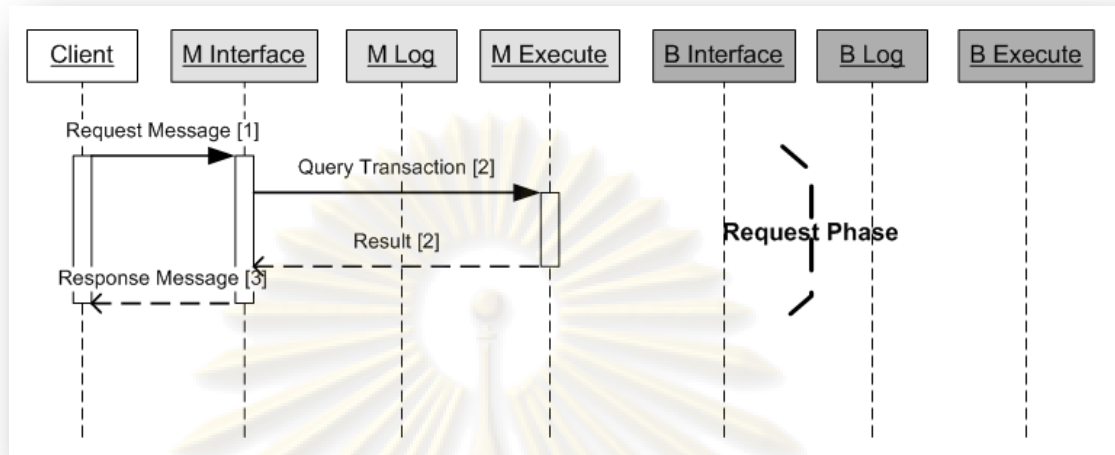 Client
M Interface
M Log
M Execute
B Interface
B Log
B Execute
Request Message [1]
Query Transaction [2]
Result [2]
Request Phase
Response Message [3]